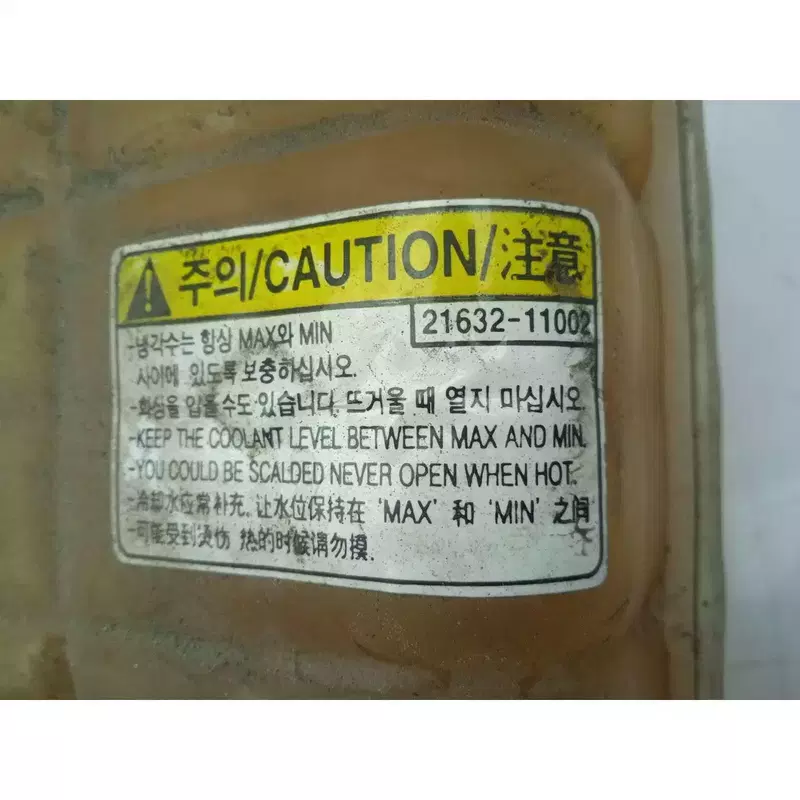 주의/CAUTION/注意
21632-11002
-냉각수는 항상 MAX와 MIN
사이에 있도록 보충하십시오.
-화상을 입을 수도 있습니다. 뜨거울 때 열지 마십시오.
-KEEP THE COOLANT LEVEL BETWEEN MAX AND MIN.
-YOU COULD BE SCALDED NEVER OPEN WHEN HOT.
-冷却水应常补充. 让水位保持在 'MAX' 和 'MIN' 之间
-可能受到烫伤 热的时候请勿摸.